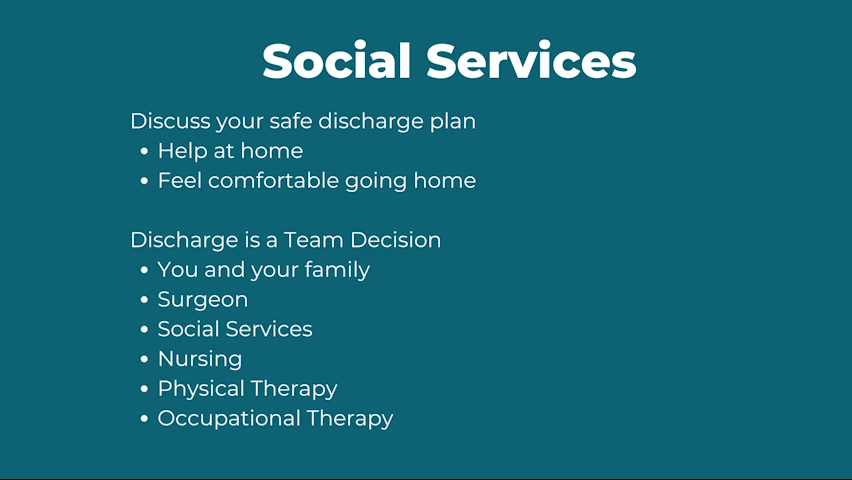 Social Services
Discuss your safe discharge plan
• Help at home
• Feel comfortable going home
Discharge is a Team Decision
• You and your family
• Surgeon
• Social Services
• Nursing
• Physical Therapy
• Occupational Therapy